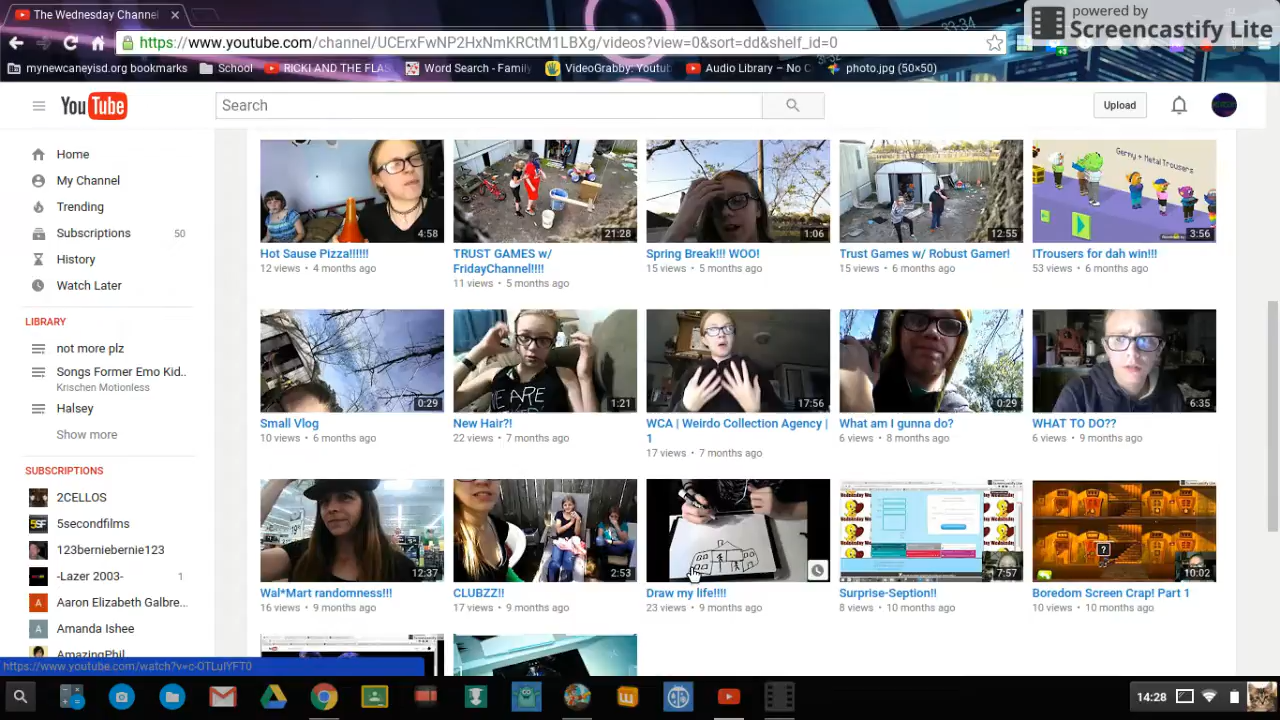 The Wednesday Channel
powered by
Screencastify Lite
https://www.youtube.com/channel/UCErxFwNP2HxNmKRCtM1LBXg/videos?view=0&sort=dd&shelf_id=0
mynewcaneyisd.org bookmarks School RICKI AND THE FLAS Word Search Puzzle VideoGrabby: Youtub Audio Library – No C photo.jpg (50×50)
YouTube
Search
Upload
Home
My Channel
Trending
Subscriptions 50
History
Watch Later
LIBRARY
not more plz
Songs Former Emo Kid..
Krischen Motionless
Halsey
Show more
SUBSCRIPTIONS
2CELLOS
5secondfilms
123berniebernie123
-Lazer 2003- 1
Aaron Elizabeth Galbre...
Amanda Ishee
AmazingPhil
4:58
Hot Sause Pizza!!!!!!
12 views • 4 months ago
21:28
TRUST GAMES w/
FridayChannel!!!!
11 views • 5 months ago
1:06
Spring Break!!! WOO!
15 views • 5 months ago
12:55
Trust Games w/ Robust Gamer!
15 views • 6 months ago
3:56
ITrousers for dah win!!!
53 views • 6 months ago
0:29
Small Vlog
10 views • 6 months ago
WE ARE
1:21
New Hair?!
22 views • 7 months ago
17:56
WCA | Weirdo Collection Agency |
1
17 views • 7 months ago
0:29
What am I gunna do?
6 views • 8 months ago
6:35
WHAT TO DO??
6 views • 9 months ago
12:37
Wal*Mart randomness!!!
16 views • 9 months ago
2:53
CLUBZZ!!
17 views • 9 months ago
Draw my life!!!!
23 views • 9 months ago
7:57
Surprise-Seption!!
8 views • 10 months ago
?
10:02
Boredom Screen Crap! Part 1
10 views • 10 months ago
https://www.youtube.com/watch?v=c-OTLuIYFT0
14:28